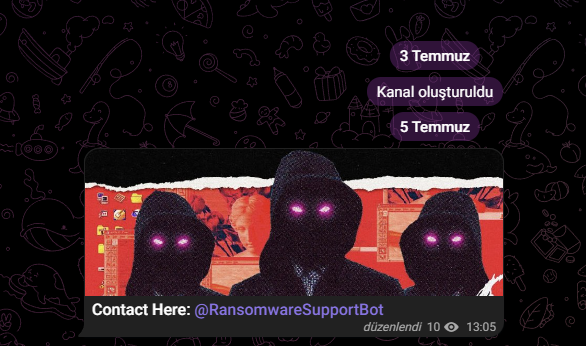 3 Temmuz
Kanal oluşturuldu
5 Temmuz
Contact Here: @RansomwareSupportBot
düzenlendi 10 13:05